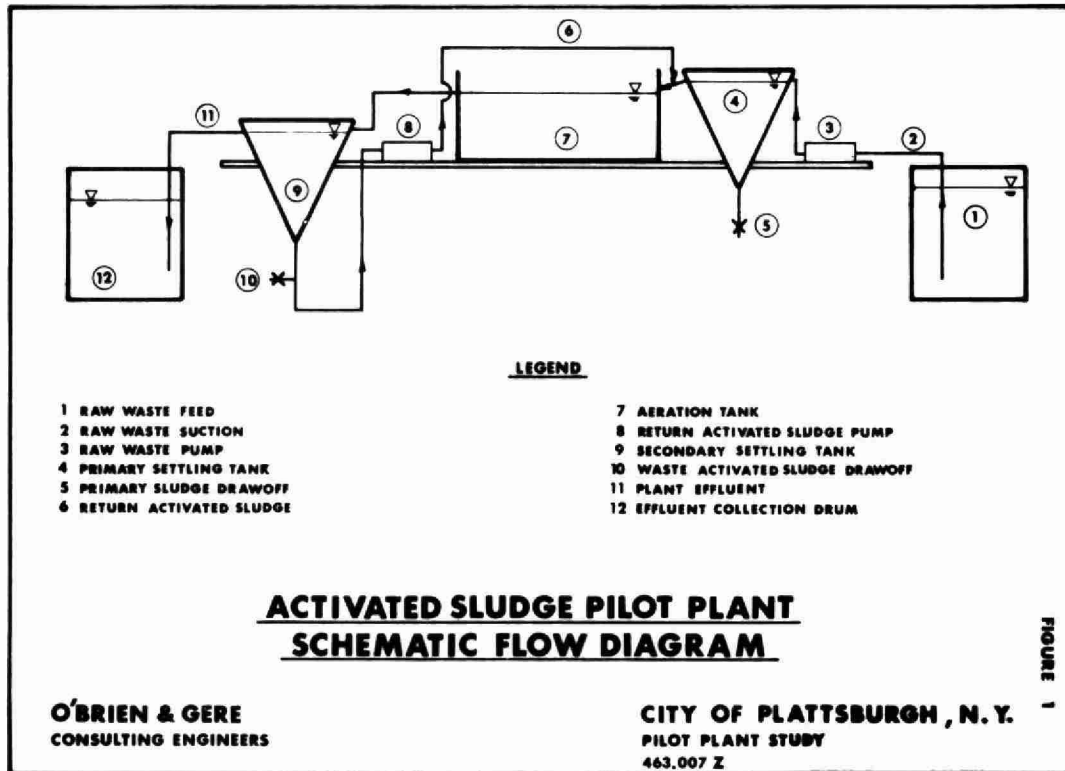 6
11
8
4
3
2
7
9
1
5
12
10
LEGEND
1 RAW WASTE FEED
2 RAW WASTE SUCTION
3 RAW WASTE PUMP
4 PRIMARY SETTLING TANK
5 PRIMARY SLUDGE DRAWOFF
6 RETURN ACTIVATED SLUDGE
7 AERATION TANK
8 RETURN ACTIVATED SLUDGE PUMP
9 SECONDARY SETTLING TANK
10 WASTE ACTIVATED SLUDGE DRAWOFF
11 PLANT EFFLUENT
12 EFFLUENT COLLECTION DRUM
ACTIVATED SLUDGE PILOT PLANT
SCHEMATIC FLOW DIAGRAM
FIGURE 1
O'BRIEN & GERE
CONSULTING ENGINEERS
CITY OF PLATTSBURGH, N.Y.
PILOT PLANT STUDY
463.007 Z